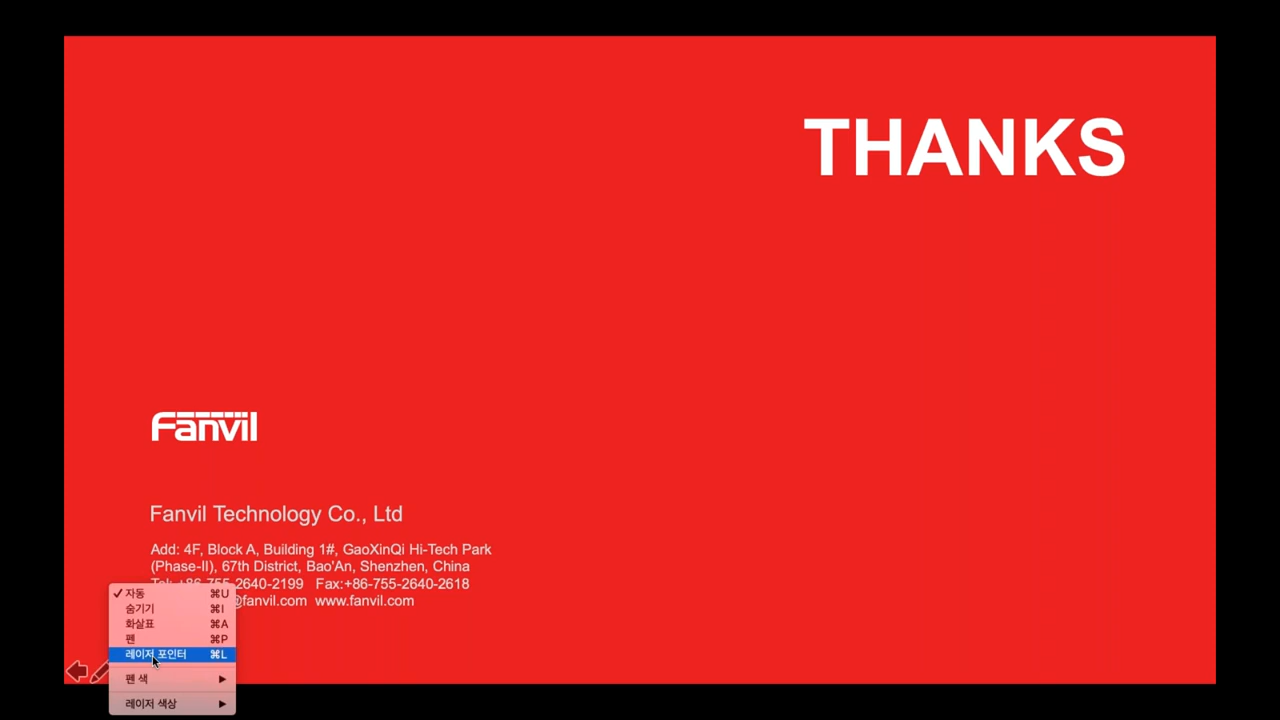 THANKS
Fanvil
Fanvil Technology Co., Ltd
Add: 4F, Block A, Building 1#, GaoXinQi Hi-Tech Park
(Phase-II), 67th District, Bao'An, Shenzhen, China
Tel: +86-755-2640-2199 Fax:+86-755-2640-2618
@fanvil.com www.fanvil.com
✓ 자동 ⌘U
숨기기 ⌘I
화살표 ⌘A
펜 ⌘P
레이저 포인터 ⌘L
펜 색 ▶
레이저 색상 ▶